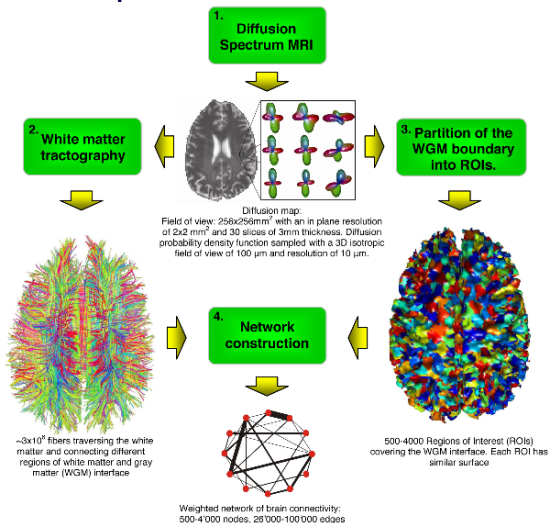 1.
Diffusion
Spectrum MRI
2.
White matter
tractography
3.
Partition of the
WGM boundary
into ROIs.
Diffusion map:
Field of view: 256x256mm² with an in plane resolution
of 2x2 mm² and 30 slices of 3mm thickness. Diffusion
probability density function sampled with a 3D isotropic
field of view of 100 µm and resolution of 10 µm.
4.
Network
construction
~3x10⁶ fibers traversing the white
matter and connecting different
regions of white matter and gray
matter (WGM) interface
500-4000 Regions of Interest (ROIs)
covering the WGM interface. Each ROI has
similar surface
Weighted network of brain connectivity:
500-4'000 nodes, 26'000-100'000 edges